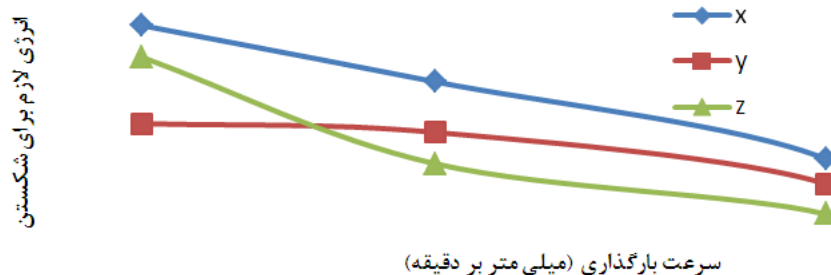 انرژی لازم برای شکستن
x
y
z
سرعت بارگذاری (میلی متر بر دقیقه)